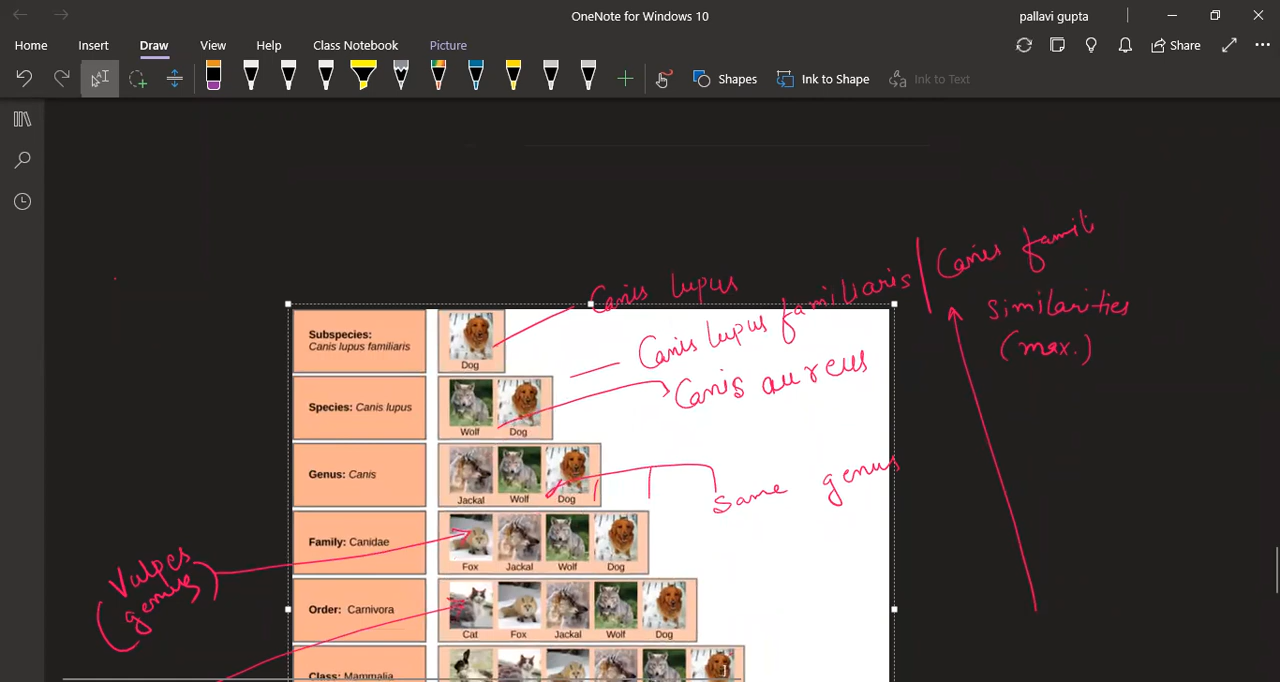 OneNote for Windows 10
pallavi gupta
Home Insert Draw View Help Class Notebook Picture
Share
Shapes Ink to Shape Ink to Text
Canis famili
Canis lupus
Canis lupus familiaris
similarities
(max.)
Canis aureus
Subspecies:
Canis lupus familiaris
Dog
Species: Canis lupus
Wolf Dog
Genus: Canis
Jackal Wolf Dog
same genus
Family: Canidae
Fox Jackal Wolf Dog
Vulpes
genus
Order: Carnivora
Cat Fox Jackal Wolf Dog
Class: Mammalia